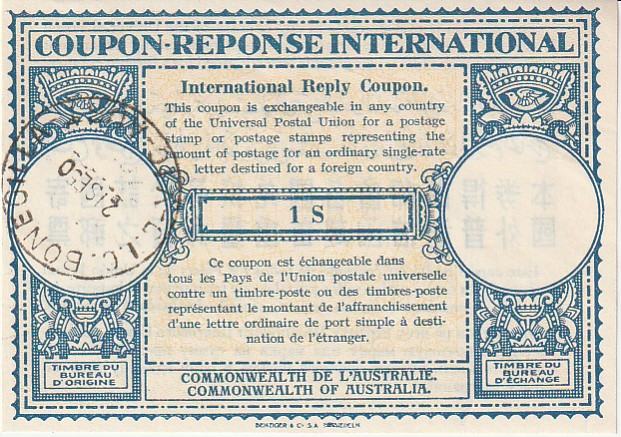 COUPON-REPONSE INTERNATIONAL
International Reply Coupon.
This coupon is exchangeable in any country
of the Universal Postal Union for a postage
stamp or postage stamps representing the
amount of postage for an ordinary single-rate
letter destined for a foreign country.
1 S
Ce coupon est échangeable dans
tous les Pays de l'Union postale universelle
contre un timbre-poste ou des timbres-poste
représentant le montant de l'affranchissement
d'une lettre ordinaire de port simple à desti-
nation de l'étranger.
I.C. BONEGILLA
21SE50
TIMBRE DU
BUREAU
D'ORIGINE
COMMONWEALTH DE L'AUSTRALIE.
COMMONWEALTH OF AUSTRALIA.
TIMBRE DU
BUREAU
D'ÉCHANGE
BENZIGER & Co S.A.